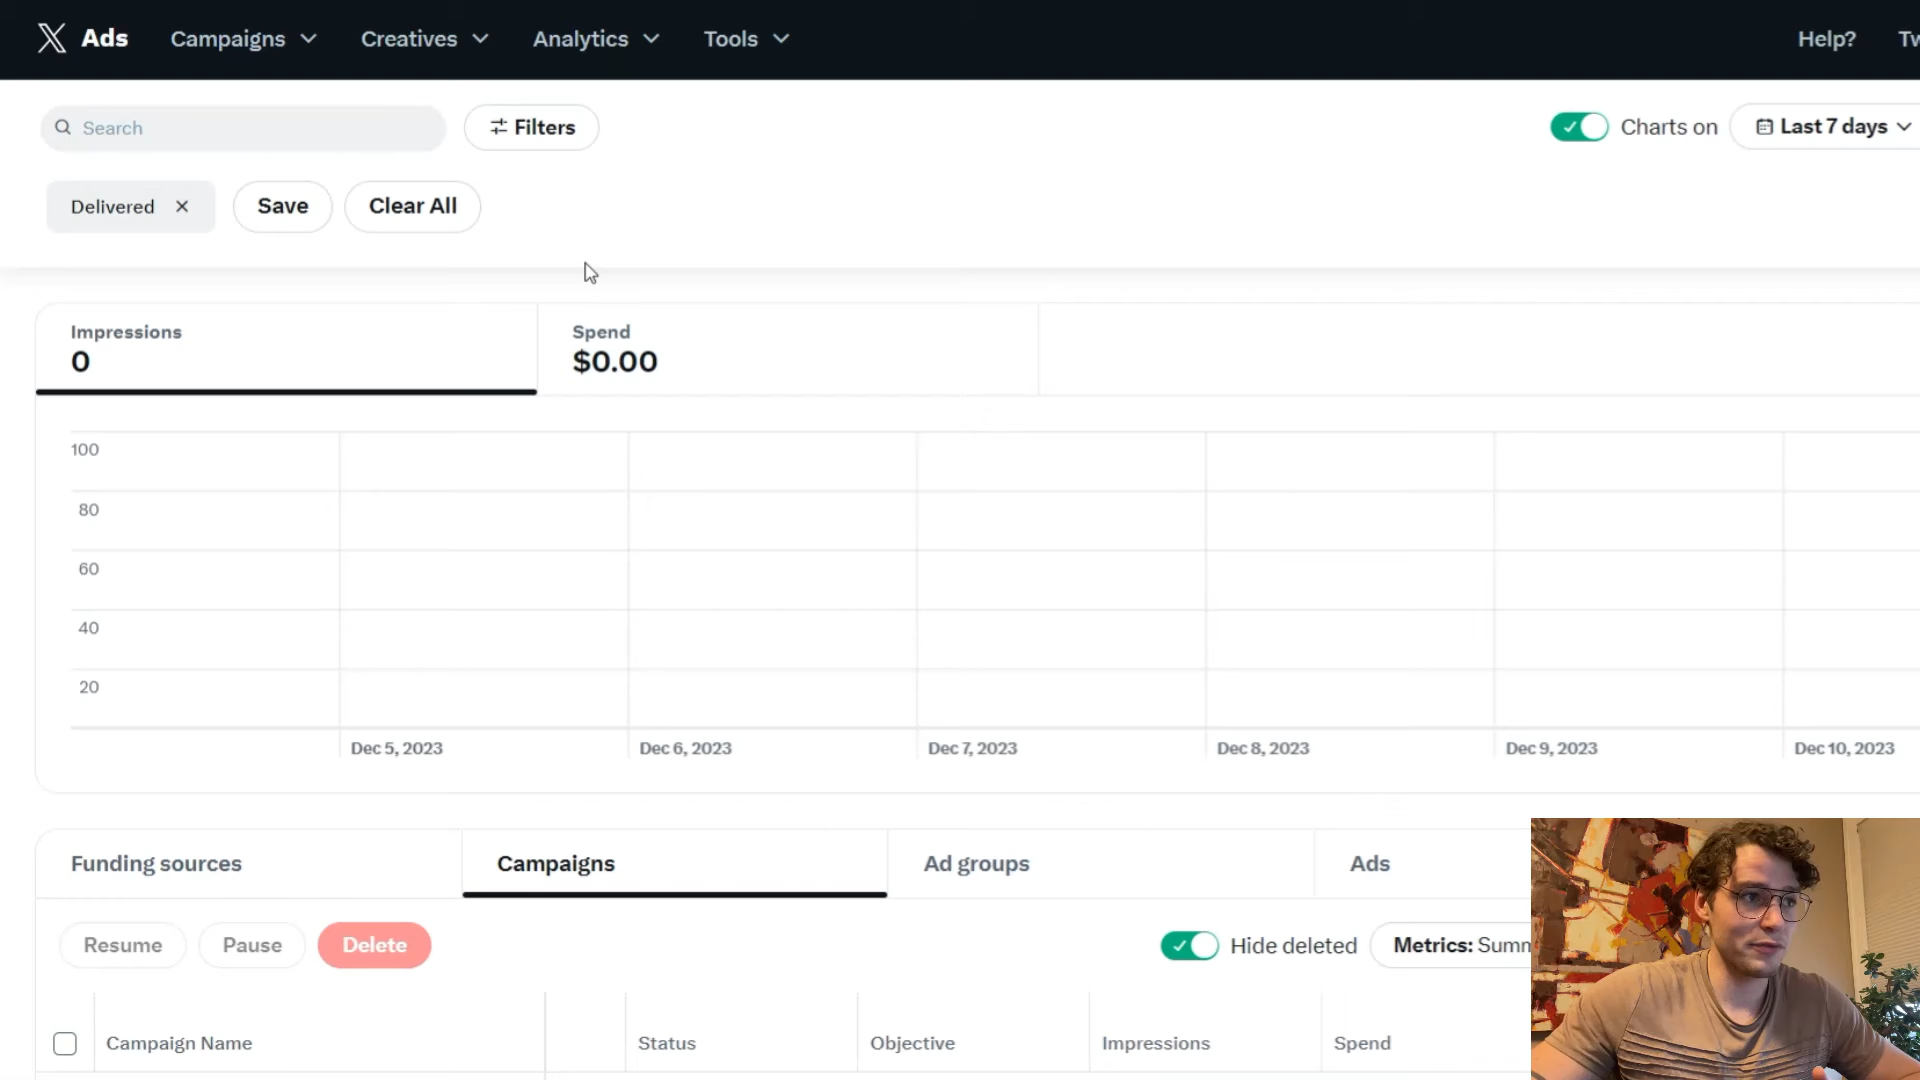 X Ads Campaigns Creatives Analytics Tools Help?
Search Filters Charts on Last 7 days
Delivered × Save Clear All
Impressions Spend
0 $0.00
100
80
60
40
20
Dec 5, 2023 Dec 6, 2023 Dec 7, 2023 Dec 8, 2023 Dec 9, 2023 Dec 10, 2023
Funding sources Campaigns Ad groups Ads
Resume Pause Delete Hide deleted Metrics: Summ
Campaign Name Status Objective Impressions Spend